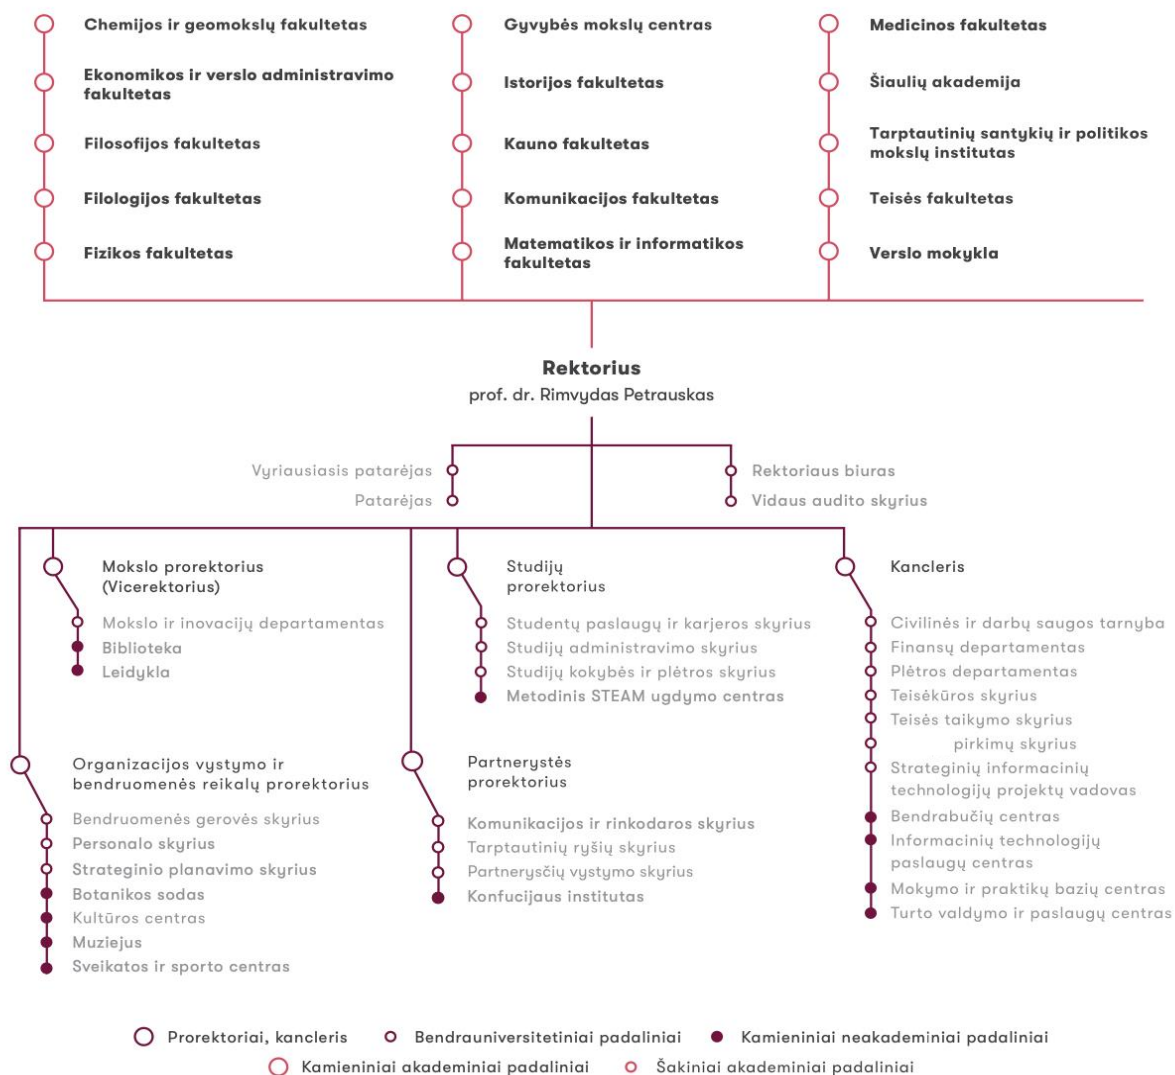 Chemijos ir geomokslų fakultetas
Ekonomikos ir verslo administravimo
fakultetas
Filosofijos fakultetas
Filologijos fakultetas
Fizikos fakultetas
Gyvybės mokslų centras
Istorijos fakultetas
Kauno fakultetas
Komunikacijos fakultetas
Matematikos ir informatikos
fakultetas
Medicinos fakultetas
Šiaulių akademija
Tarptautinių santykių ir politikos
mokslų institutas
Teisės fakultetas
Verslo mokykla
Rektorius
prof. dr. Rimvydas Petrauskas
Vyriausiasis patarėjas
Patarėjas
Rektoriaus biuras
Vidaus audito skyrius
Mokslo prorektorius
(Vicerektorius)
Mokslo ir inovacijų departamentas
Biblioteka
Leidykla
Studijų
prorektorius
Studentų paslaugų ir karjeros skyrius
Studijų administravimo skyrius
Studijų kokybės ir plėtros skyrius
Metodinis STEAM ugdymo centras
Kancleris
Civilinės ir darbų saugos tarnyba
Finansų departamentas
Plėtros departamentas
Teisėkūros skyrius
Teisės taikymo skyrius
pirkimų skyrius
Strateginių informacinių
technologijų projektų vadovas
Bendrabučių centras
Informacinių technologijų
paslaugų centras
Mokymo ir praktikų bazių centras
Turto valdymo ir paslaugų centras
Organizacijos vystymo ir
bendruomenės reikalų prorektorius
Bendruomenės gerovės skyrius
Personalo skyrius
Strateginio planavimo skyrius
Botanikos sodas
Kultūros centras
Muziejus
Sveikatos ir sporto centras
Partnerystės
prorektorius
Komunikacijos ir rinkodaros skyrius
Tarptautinių ryšių skyrius
Partnerysčių vystymo skyrius
Konfucijaus institutas
Prorektoriai, kancleris
Bendrauniversitetiniai padaliniai
Kamieniniai neakademiniai padaliniai
Kamieniniai akademiniai padaliniai
Šakiniai akademiniai padaliniai